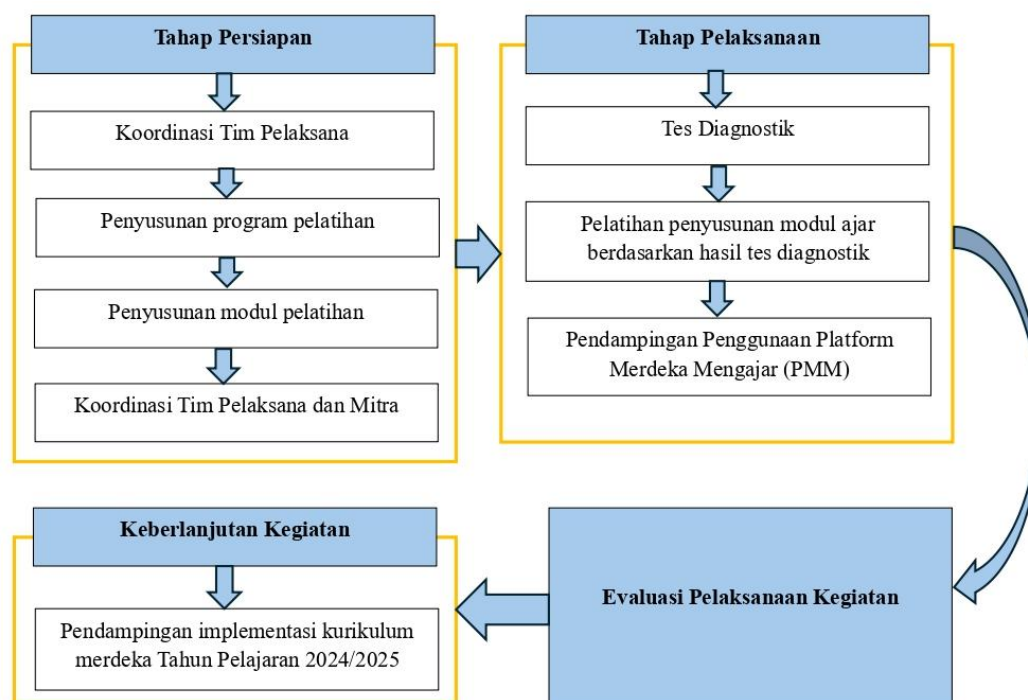 Tahap Persiapan
Koordinasi Tim Pelaksana
Penyusunan program pelatihan
Penyusunan modul pelatihan
Koordinasi Tim Pelaksana dan Mitra
Tahap Pelaksanaan
Tes Diagnostik
Pelatihan penyusunan modul ajar
berdasarkan hasil tes diagnostik
Pendampingan Penggunaan Platform
Merdeka Mengajar (PMM)
Evaluasi Pelaksanaan Kegiatan
Keberlanjutan Kegiatan
Pendampingan implementasi kurikulum
merdeka Tahun Pelajaran 2024/2025